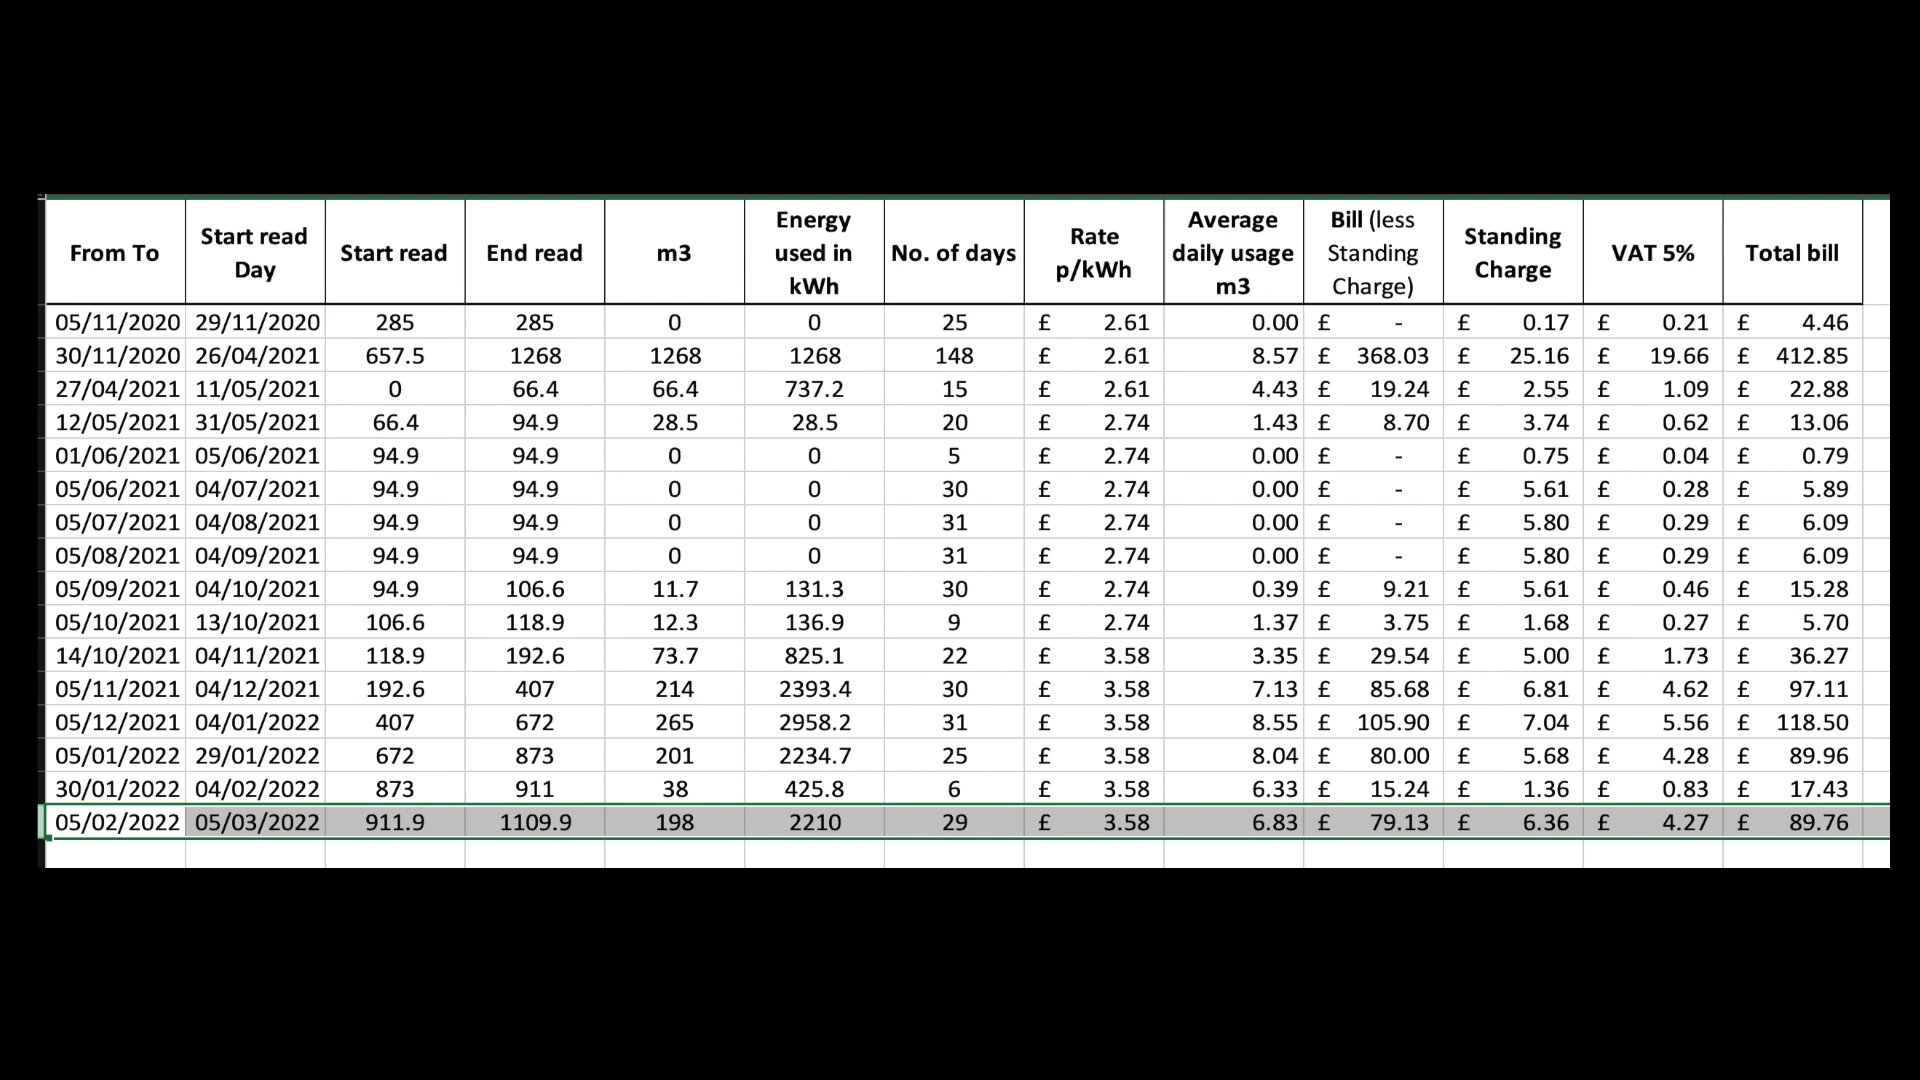 From To Start read Day Start read End read m3 Energy used in kWh No. of days Rate p/kWh Average daily usage m3 Bill (less Standing Charge) Standing Charge VAT 5% Total bill
05/11/2020 29/11/2020 285 285 0 0 25 £ 2.61 0.00 £ - £ 0.17 £ 0.21 £ 4.46
30/11/2020 26/04/2021 657.5 1268 1268 1268 148 £ 2.61 8.57 £ 368.03 £ 25.16 £ 19.66 £ 412.85
27/04/2021 11/05/2021 0 66.4 66.4 737.2 15 £ 2.61 4.43 £ 19.24 £ 2.55 £ 1.09 £ 22.88
12/05/2021 31/05/2021 66.4 94.9 28.5 28.5 20 £ 2.74 1.43 £ 8.70 £ 3.74 £ 0.62 £ 13.06
01/06/2021 05/06/2021 94.9 94.9 0 0 5 £ 2.74 0.00 £ - £ 0.75 £ 0.04 £ 0.79
05/06/2021 04/07/2021 94.9 94.9 0 0 30 £ 2.74 0.00 £ - £ 5.61 £ 0.28 £ 5.89
05/07/2021 04/08/2021 94.9 94.9 0 0 31 £ 2.74 0.00 £ - £ 5.80 £ 0.29 £ 6.09
05/08/2021 04/09/2021 94.9 94.9 0 0 31 £ 2.74 0.00 £ - £ 5.80 £ 0.29 £ 6.09
05/09/2021 04/10/2021 94.9 106.6 11.7 131.3 30 £ 2.74 0.39 £ 9.21 £ 5.61 £ 0.46 £ 15.28
05/10/2021 13/10/2021 106.6 118.9 12.3 136.9 9 £ 2.74 1.37 £ 3.75 £ 1.68 £ 0.27 £ 5.70
14/10/2021 04/11/2021 118.9 192.6 73.7 825.1 22 £ 3.58 3.35 £ 29.54 £ 5.00 £ 1.73 £ 36.27
05/11/2021 04/12/2021 192.6 407 214 2393.4 30 £ 3.58 7.13 £ 85.68 £ 6.81 £ 4.62 £ 97.11
05/12/2021 04/01/2022 407 672 265 2958.2 31 £ 3.58 8.55 £ 105.90 £ 7.04 £ 5.56 £ 118.50
05/01/2022 29/01/2022 672 873 201 2234.7 25 £ 3.58 8.04 £ 80.00 £ 5.68 £ 4.28 £ 89.96
30/01/2022 04/02/2022 873 911 38 425.8 6 £ 3.58 6.33 £ 15.24 £ 1.36 £ 0.83 £ 17.43
05/02/2022 05/03/2022 911.9 1109.9 198 2210 29 £ 3.58 6.83 £ 79.13 £ 6.36 £ 4.27 £ 89.76